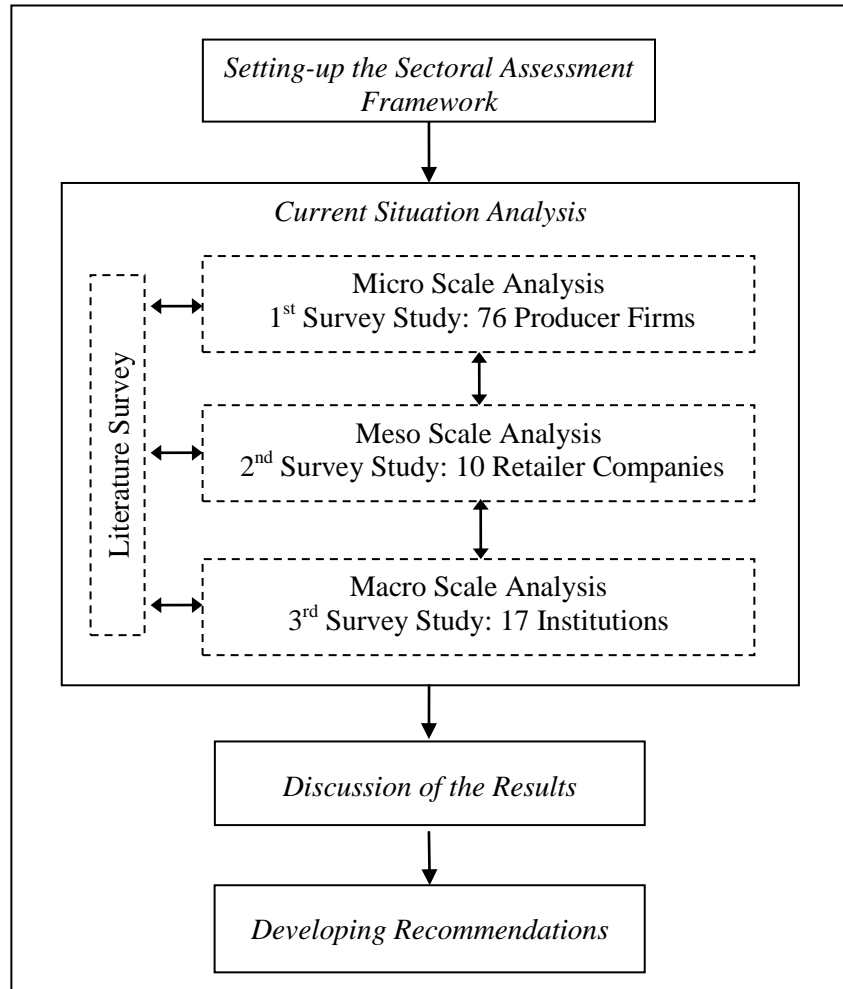 Setting-up the Sectoral Assessment
Framework
Current Situation Analysis
Literature Survey
Micro Scale Analysis
1st Survey Study: 76 Producer Firms
Meso Scale Analysis
2nd Survey Study: 10 Retailer Companies
Macro Scale Analysis
3rd Survey Study: 17 Institutions
Discussion of the Results
Developing Recommendations